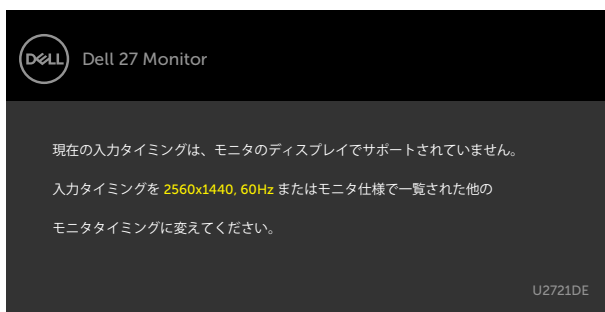 DELL Dell 27 Monitor
現在の入力タイミングは、モニタのディスプレイでサポートされていません。
入力タイミングを 2560x1440, 60Hz またはモニタ仕様で一覧された他の
モニタタイミングに変えてください。
U2721DE